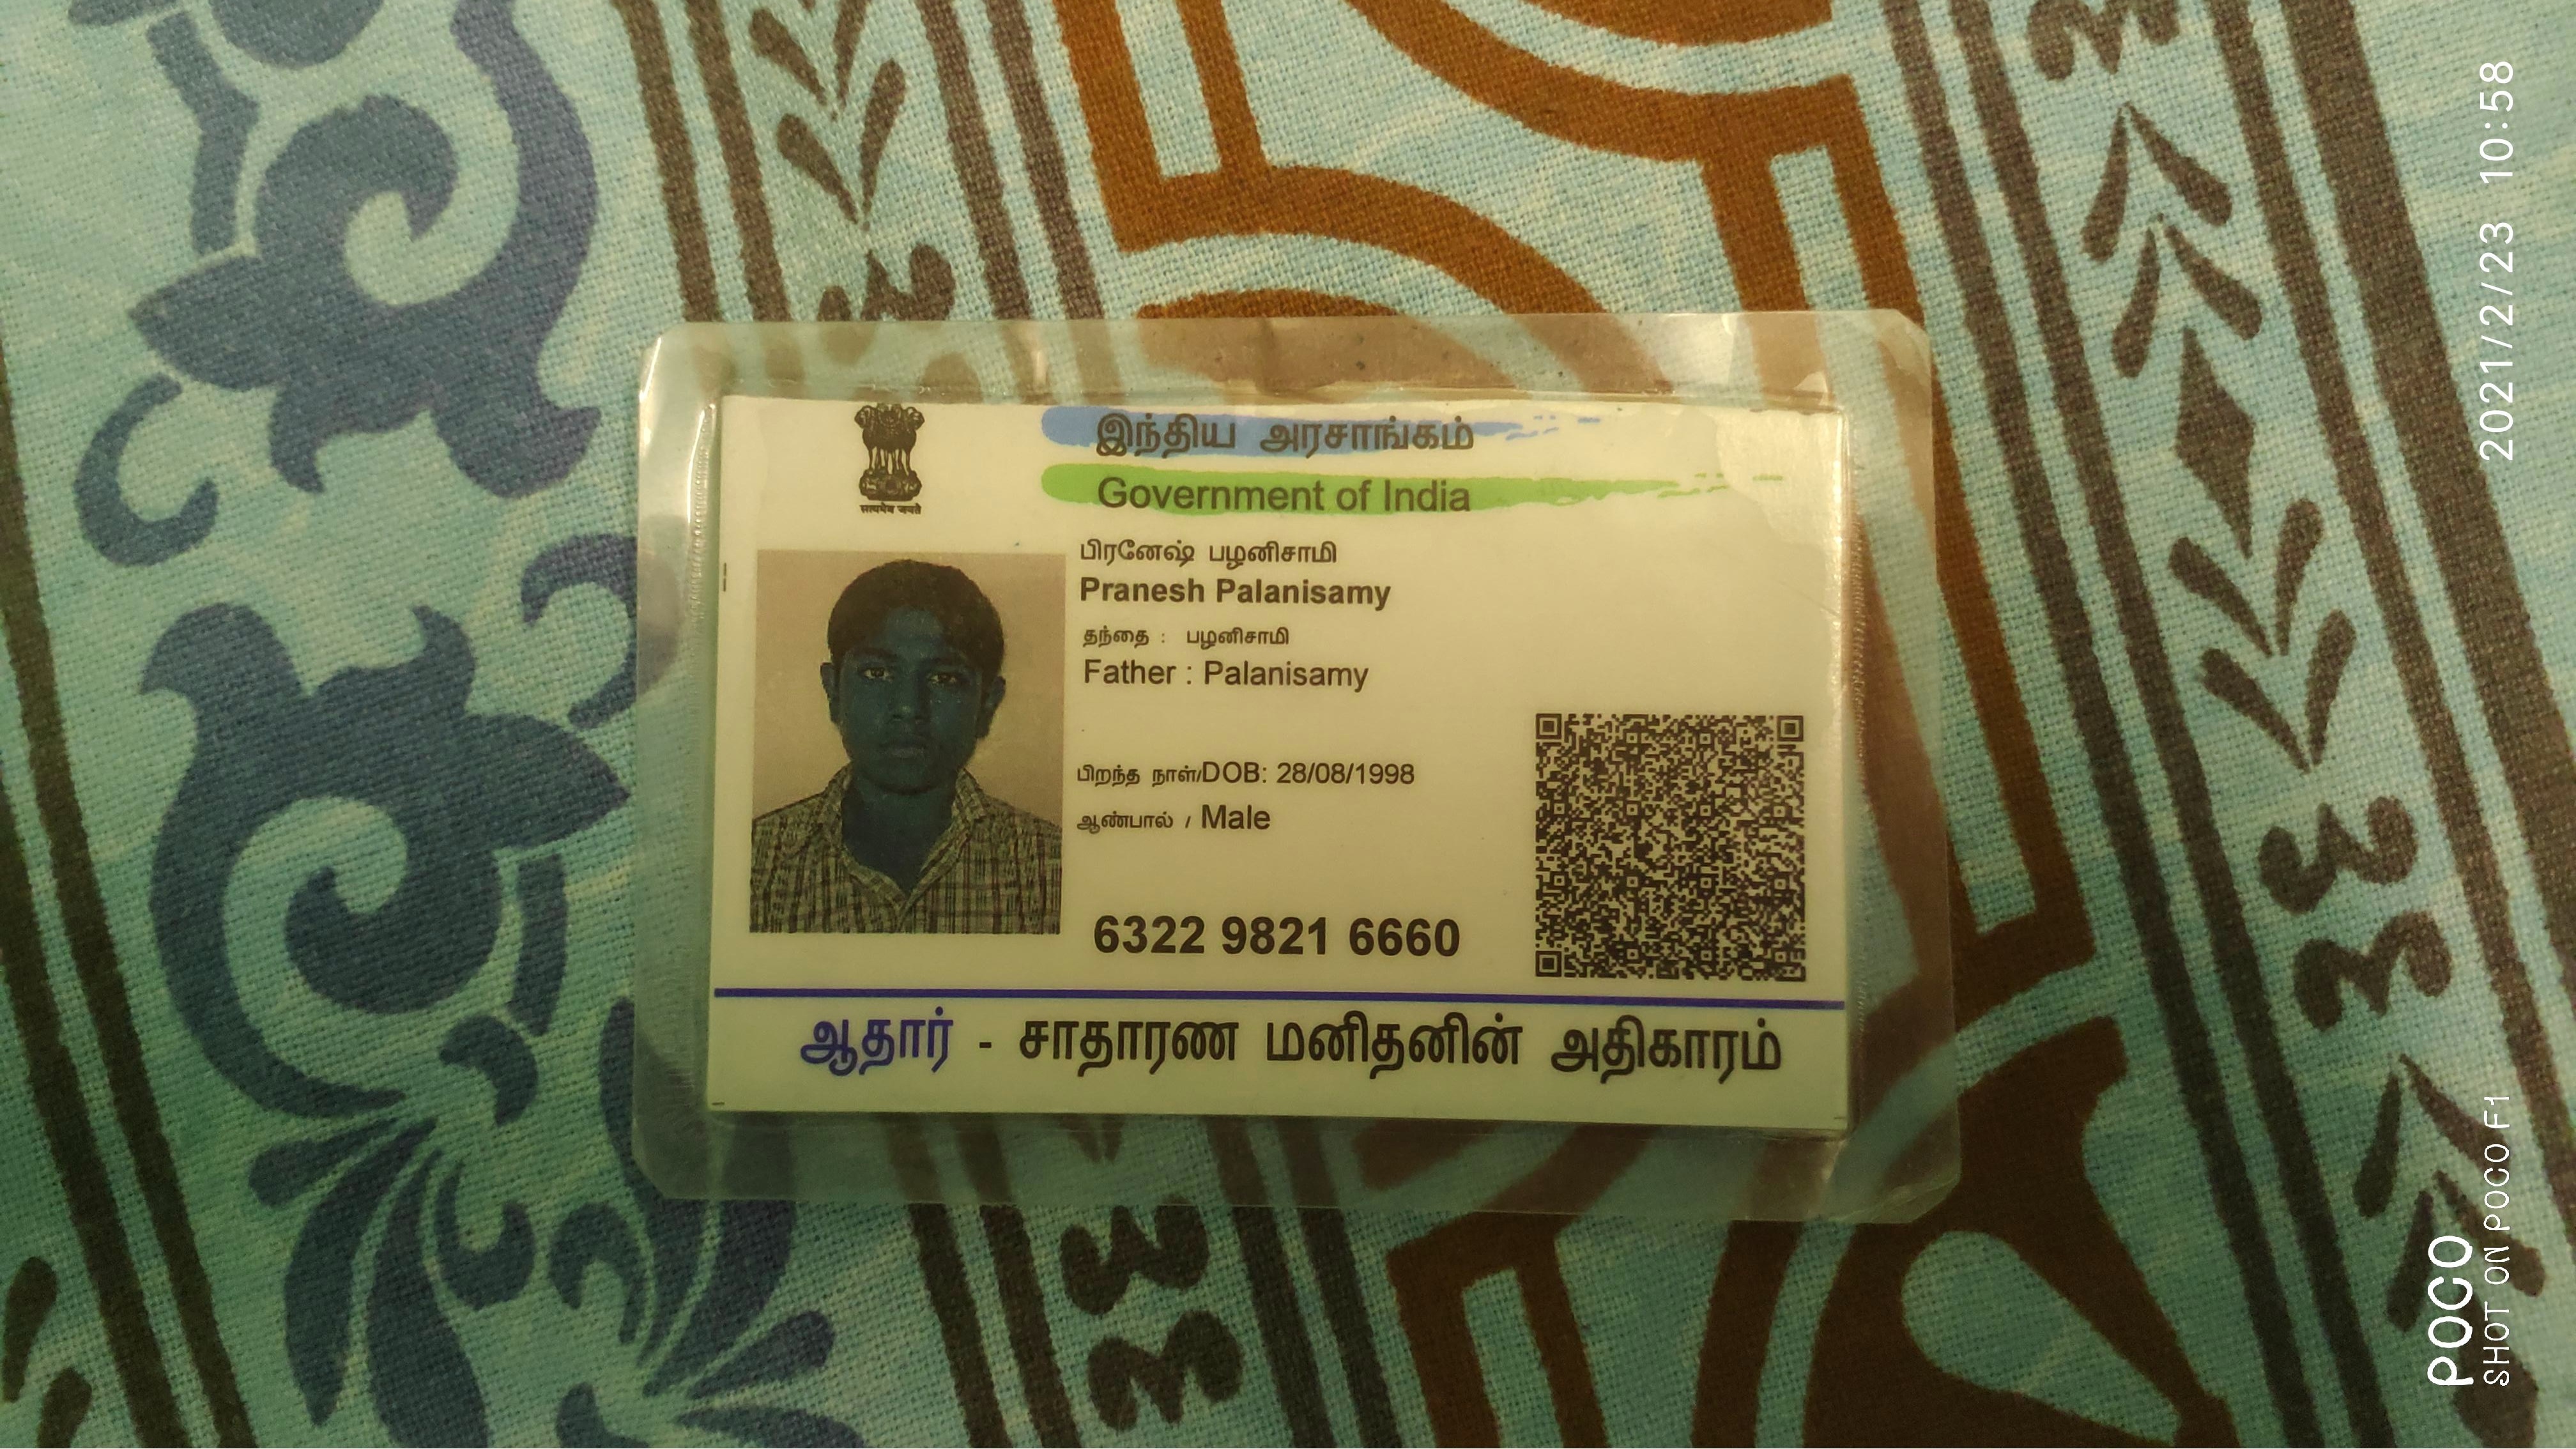 இந்திய அரசாங்கம்
Government of India
सत्यमेव जयते
பிரனேஷ் பழனிசாமி
Pranesh Palanisamy
தந்தை : பழனிசாமி
Father : Palanisamy
பிறந்த நாள்/DOB: 28/08/1998
ஆண்பால் / Male
6322 9821 6660
ஆதார் - சாதாரண மனிதனின் அதிகாரம்
2021/2/23 10:58
POCO
SHOT ON POCO F1